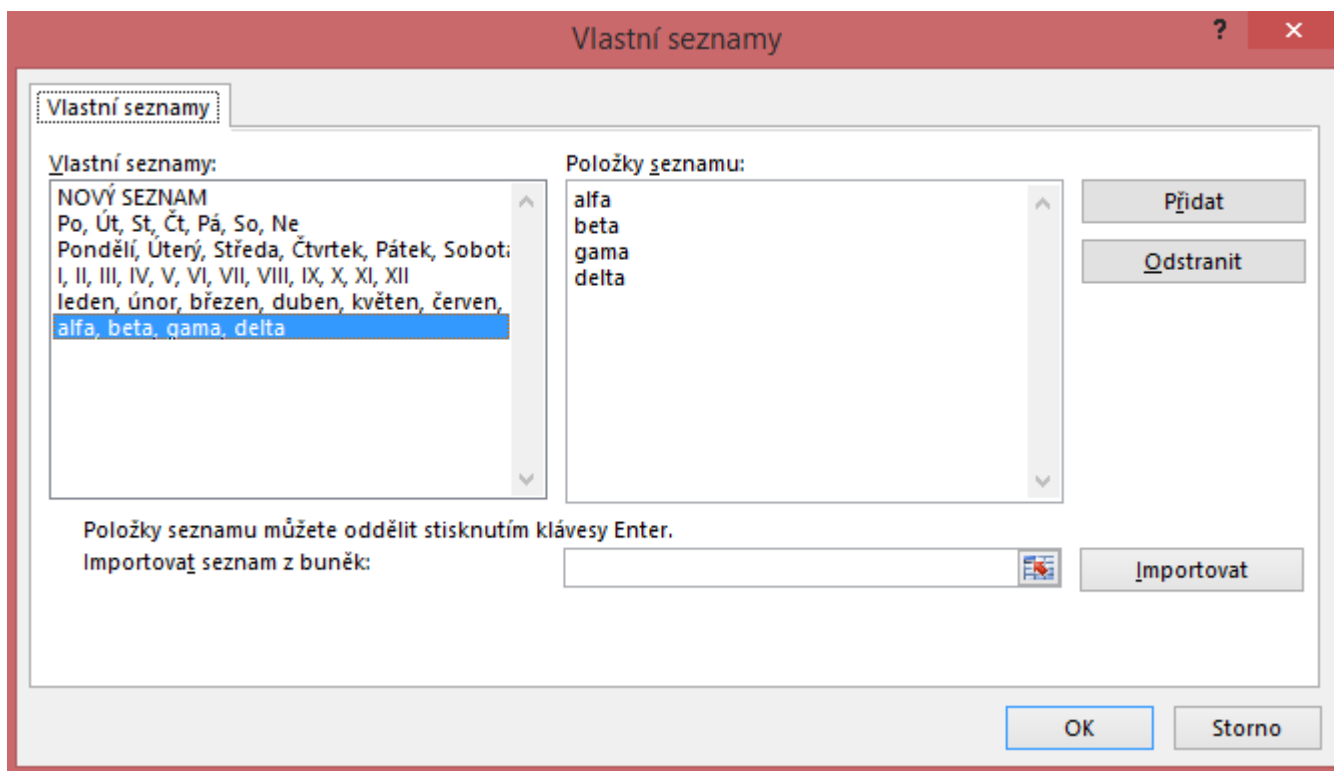 Vlastní seznamy
?
Vlastní seznamy
Vlastní seznamy:
NOVÝ SEZNAM
Po, Út, St, Čt, Pá, So, Ne
Pondělí, Úterý, Středa, Čtvrtek, Pátek, Sobota
I, II, III, IV, V, VI, VII, VIII, IX, X, XI, XII
leden, únor, březen, duben, květen, červen,
alfa, beta, gama, delta
Položky seznamu:
alfa
beta
gama
delta
Přidat
Odstranit
Položky seznamu můžete oddělit stisknutím klávesy Enter.
Importovat seznam z buněk:
Importovat
OK
Storno